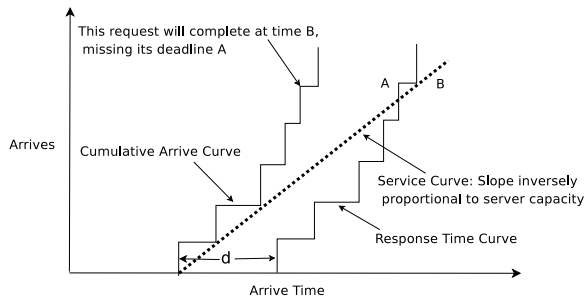 This request will complete at time B,
missing its deadline A
A
B
Arrives
Cumulative Arrive Curve
Service Curve: Slope inversely
proportional to server capacity
Response Time Curve
d
Arrive Time